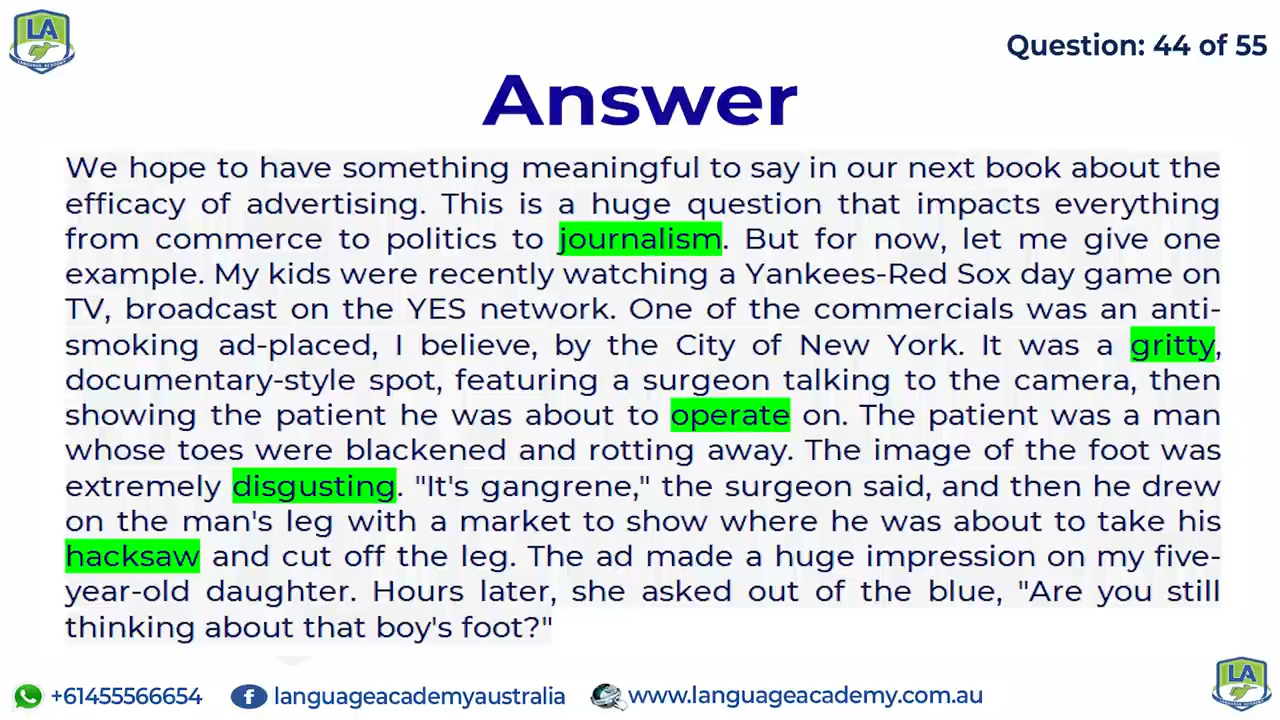 LA
LANGUAGE ACADEMY
Question: 44 of 55
Answer
We hope to have something meaningful to say in our next book about the
efficacy of advertising. This is a huge question that impacts everything
from commerce to politics to journalism. But for now, let me give one
example. My kids were recently watching a Yankees-Red Sox day game on
TV, broadcast on the YES network. One of the commercials was an anti-
smoking ad-placed, I believe, by the City of New York. It was a gritty,
documentary-style spot, featuring a surgeon talking to the camera, then
showing the patient he was about to operate on. The patient was a man
whose toes were blackened and rotting away. The image of the foot was
extremely disgusting. "It's gangrene," the surgeon said, and then he drew
on the man's leg with a market to show where he was about to take his
hacksaw and cut off the leg. The ad made a huge impression on my five-
year-old daughter. Hours later, she asked out of the blue, "Are you still
thinking about that boy's foot?"
+61455566654
languageacademyaustralia
www.languageacademy.com.au
LA
LANGUAGE ACADEMY